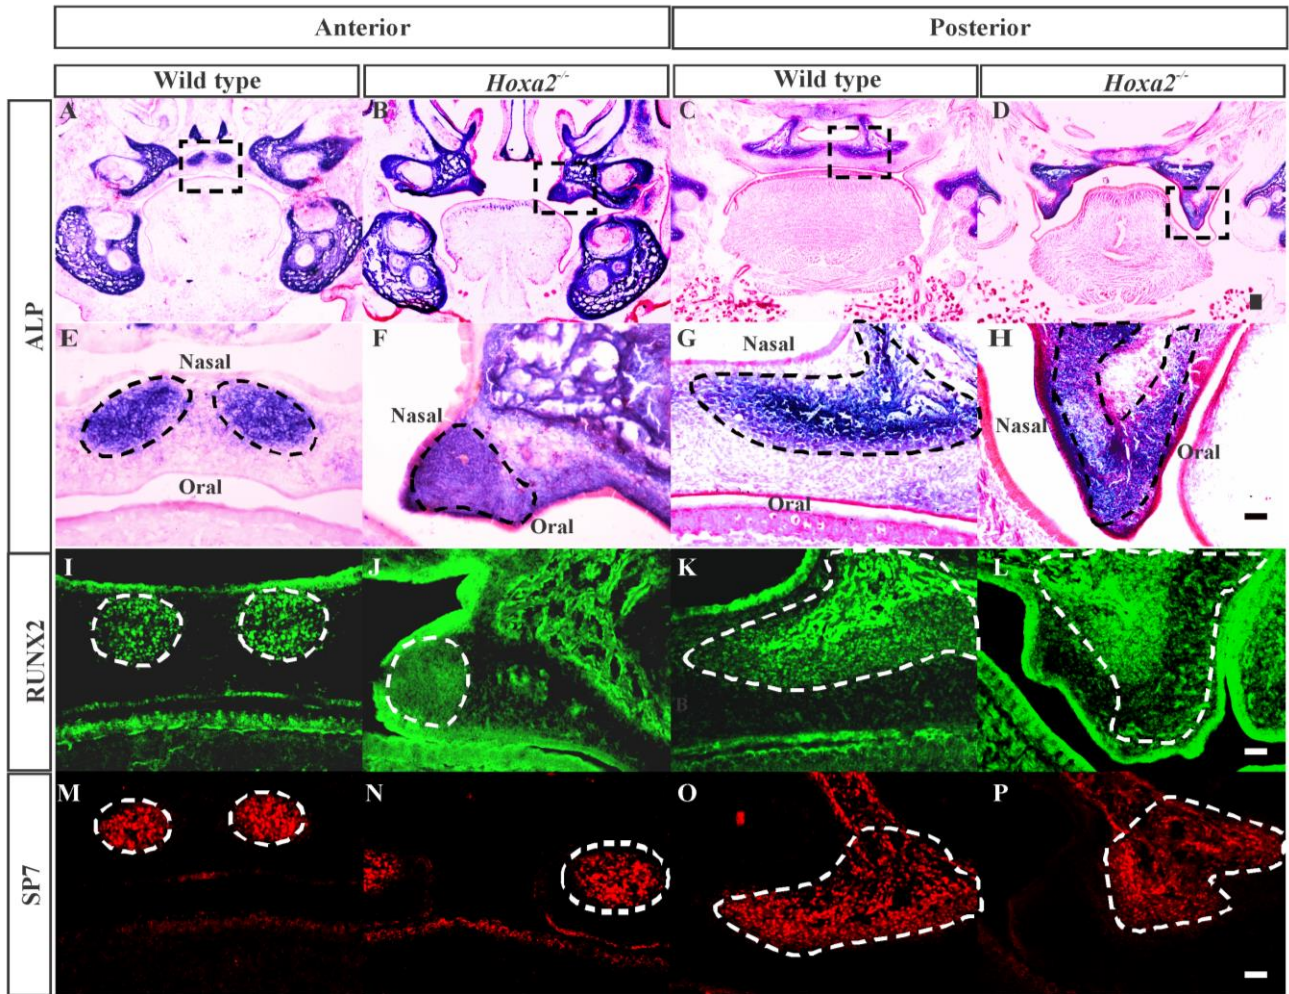 Anterior
Posterior
Wild type
Hoxa2-/-
Wild type
Hoxa2-/-
ALP
A
B
C
D
E
Nasal
Oral
F
Nasal
Oral
G
Nasal
Oral
H
Nasal
Oral
RUNX2
I
J
K
B
L
SP7
M
N
O
P